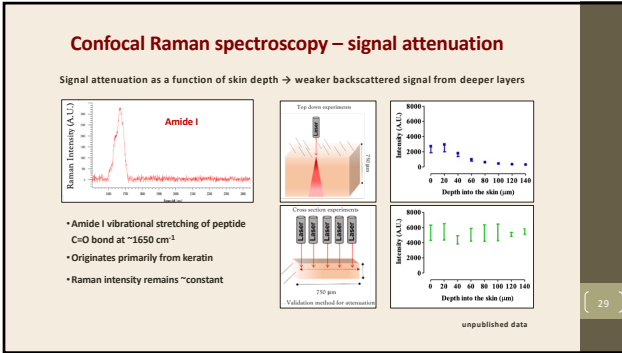 Confocal Raman spectroscopy – signal attenuation
Signal attenuation as a function of skin depth → weaker backscattered signal from deeper layers
Raman Intensity (A.U.)
Amide I
•Amide I vibrational stretching of peptide
C=O bond at ~1650 cm-1
•Originates primarily from keratin
•Raman intensity remains ~constant
Top down experiments
Laser
750 µm
Cross section experiments
Laser
Laser
Laser
Laser
Laser
750 µm
Validation method for attenuation
Intensity (A.U.)
8000
6000
4000
2000
0
0 20 40 60 80 100 120 140
Depth into the skin (µm)
Intensity (A.U.)
8000
6000
4000
2000
0
0 20 40 60 80 100 120 140
Depth into the skin (µm)
unpublished data
29